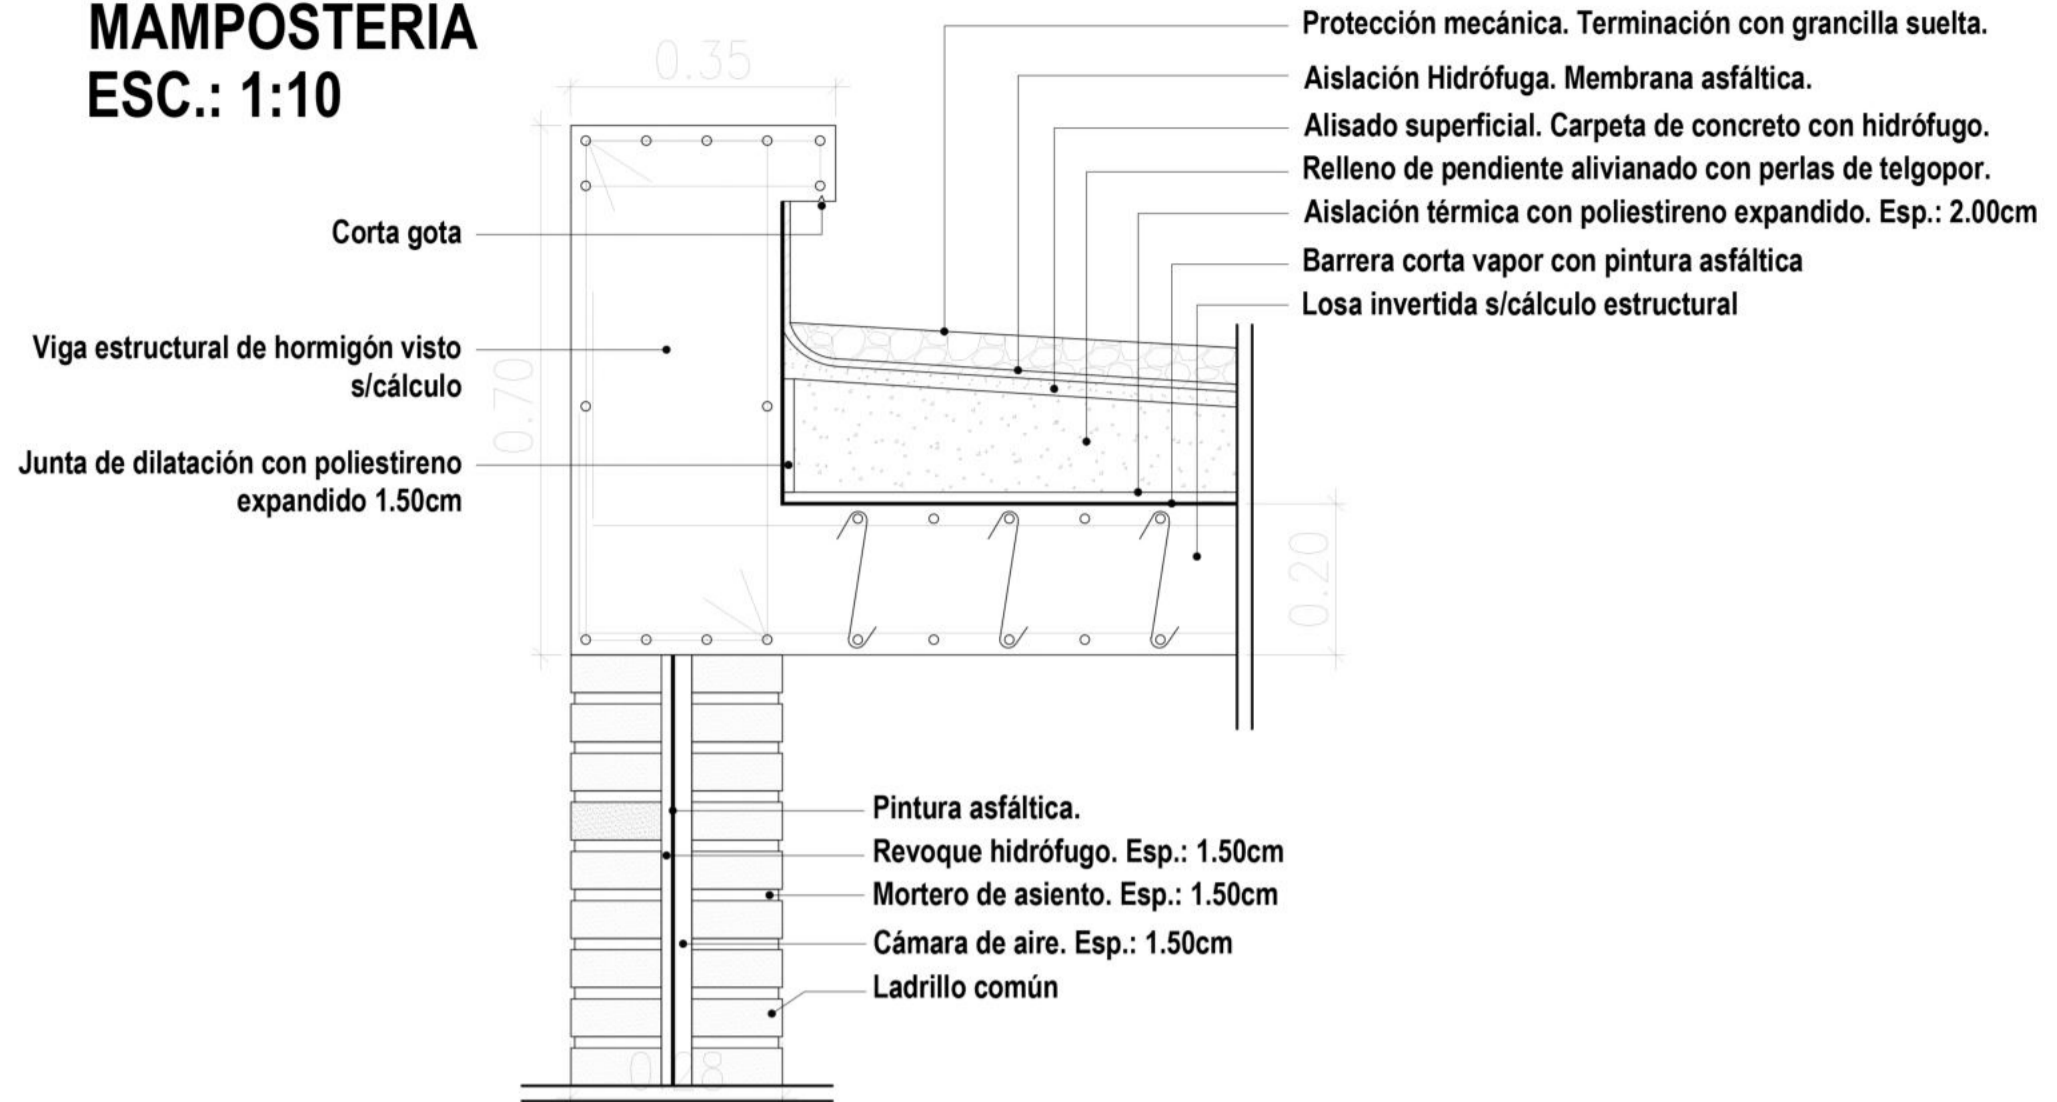 MAMPOSTERIA
ESC.: 1:10
0.35
Protección mecánica. Terminación con grancilla suelta.
Aislación Hidrófuga. Membrana asfáltica.
Alisado superficial. Carpeta de concreto con hidrófugo.
Relleno de pendiente alivianado con perlas de telgopor.
Aislación térmica con poliestireno expandido. Esp.: 2.00cm
Barrera corta vapor con pintura asfáltica
Losa invertida s/cálculo estructural
Corta gota
Viga estructural de hormigón visto
s/cálculo
0.70
Junta de dilatación con poliestireno
expandido 1.50cm
0.20
Pintura asfáltica.
Revoque hidrófugo. Esp.: 1.50cm
Mortero de asiento. Esp.: 1.50cm
Cámara de aire. Esp.: 1.50cm
Ladrillo común
0.28